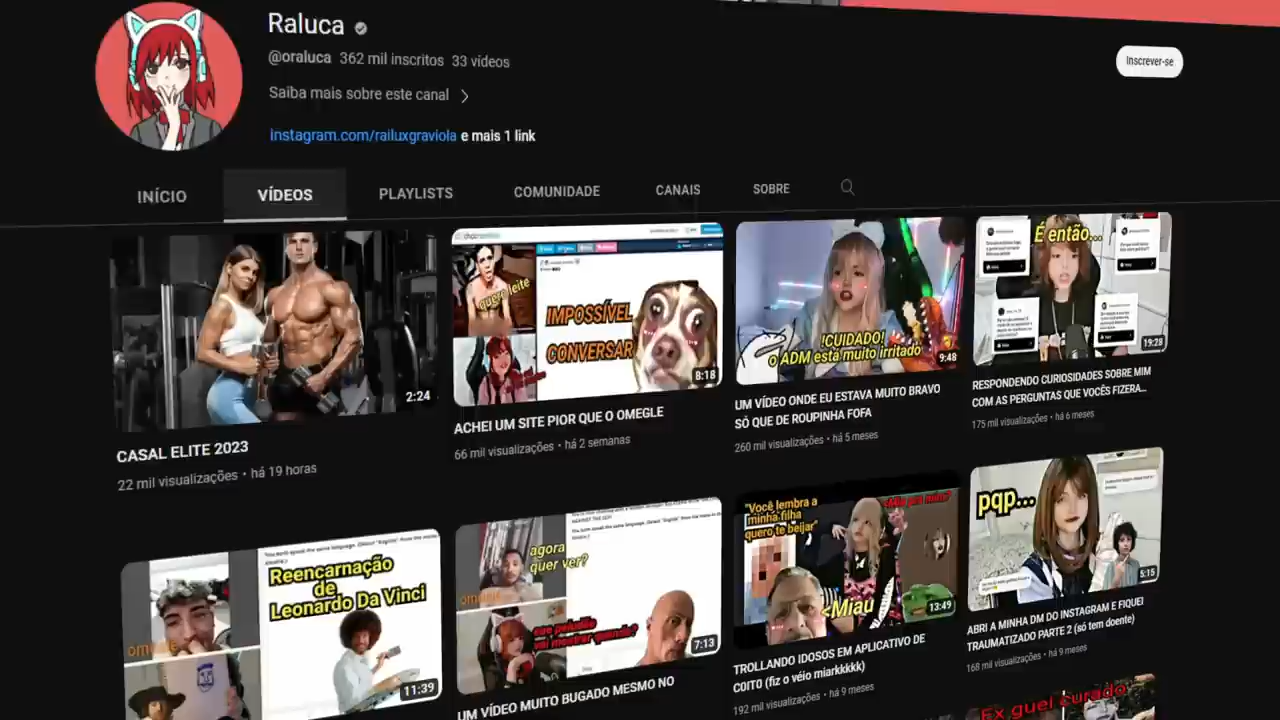 Raluca
@oraluca 362 mil inscritos 33 vídeos
Saiba mais sobre este canal
instagram.com/railuxgraviola e mais 1 link
Inscrever-se
INÍCIO VÍDEOS PLAYLISTS COMUNIDADE CANAIS SOBRE
2:24
CASAL ELITE 2023
22 mil visualizações • há 19 horas
quero leite
IMPOSSÍVEL
CONVERSAR
8:18
ACHEI UM SITE PIOR QUE O OMEGLE
66 mil visualizações • há 2 semanas
!CUIDADO!
o ADM está muito irritado
9:48
UM VÍDEO ONDE EU ESTAVA MUITO BRAVO
SÓ QUE DE ROUPINHA FOFA
260 mil visualizações • há 5 meses
É então...
19:28
RESPONDENDO CURIOSIDADES SOBRE MIM
COM AS PERGUNTAS QUE VOCÊS FIZERA...
175 mil visualizações • há 6 meses
Reencarnação
de
Leonardo Da Vinci
11:39
agora
quer ver?
7:13
UM VÍDEO MUITO BUGADO MESMO NO
"Você lembra a
minha filha
quero te beijar"
<Miau
13:49
TROLLANDO IDOSOS EM APLICATIVO DE
C0IT0 (fiz o véio miarkkkkk)
192 mil visualizações • há 9 meses
pqp...
5:15
ABRI A MINHA DM DO INSTAGRAM E FIQUEI
TRAUMATIZADO PARTE 2 (só tem doente)
168 mil visualizações • há 9 meses
Ex guei curado